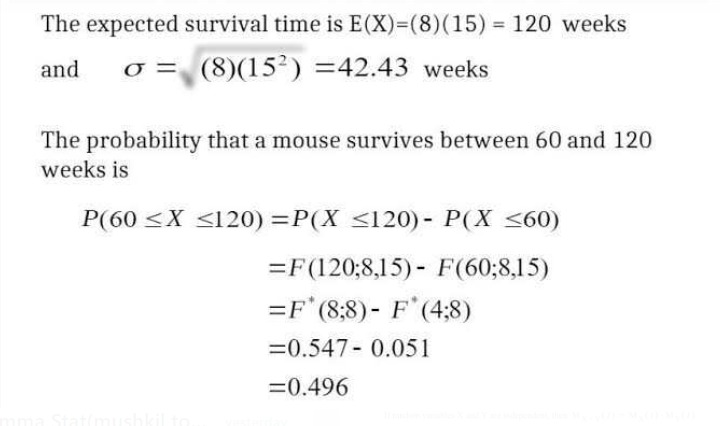 The expected survival time is E(X)=(8)(15) = 120 weeks
and σ = √(8)(15²) =42.43 weeks
The probability that a mouse survives between 60 and 120
weeks is
P(60 ≤X ≤120) =P(X ≤120)- P(X ≤60)
=F(120;8,15)- F(60;8,15)
=F*(8;8)- F*(4;8)
=0.547- 0.051
=0.496